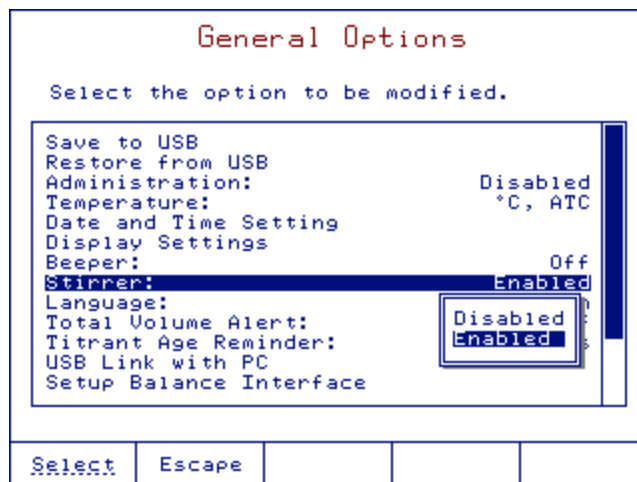 General Options
Select the option to be modified.
Save to USB
Restore from USB
Administration: Disabled
Temperature: °C, ATC
Date and Time Setting
Display Settings
Beeper: Off
Stirrer: Enabled
Language:
Total Volume Alert:
Disabled
Titrant Age Reminder:
Enabled
USB Link with PC
Setup Balance Interface
Select Escape